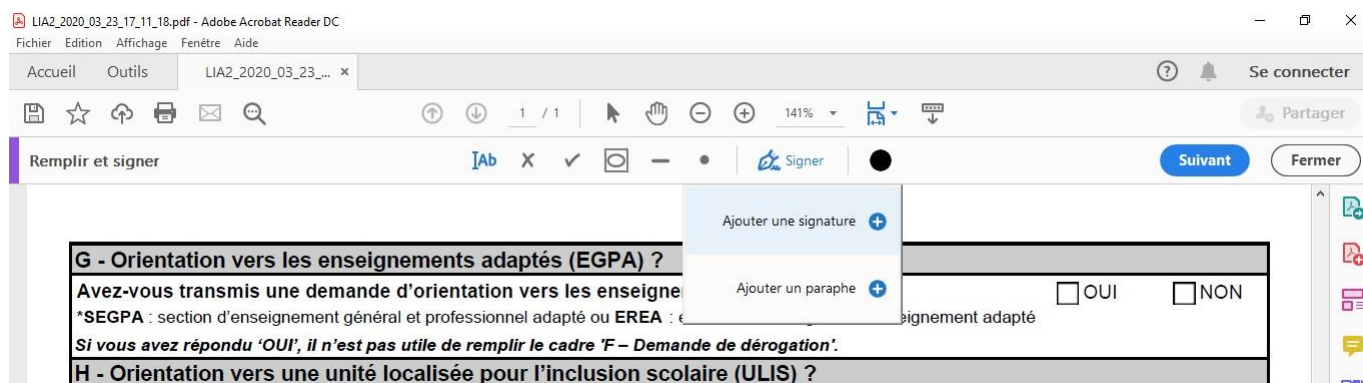 LIA2_2020_03_23_17_11_18.pdf - Adobe Acrobat Reader DC
Fichier Edition Affichage Fenêtre Aide
Accueil Outils LIA2_2020_03_23_... × ? Se connecter
1 / 1 141% Partager
Remplir et signer Ab Signer Suivant Fermer
Ajouter une signature
G - Orientation vers les enseignements adaptés (EGPA) ?
Avez-vous transmis une demande d’orientation vers les Ajouter un paraphe OUI NON
*SEGPA : section d’enseignement général et professionnel adapté ou EREA : adapté
Si vous avez répondu ‘OUI’, il n’est pas utile de remplir le cadre ‘F – Demande de dérogation’.
H - Orientation vers une unité localisée pour l’inclusion scolaire (ULIS) ?